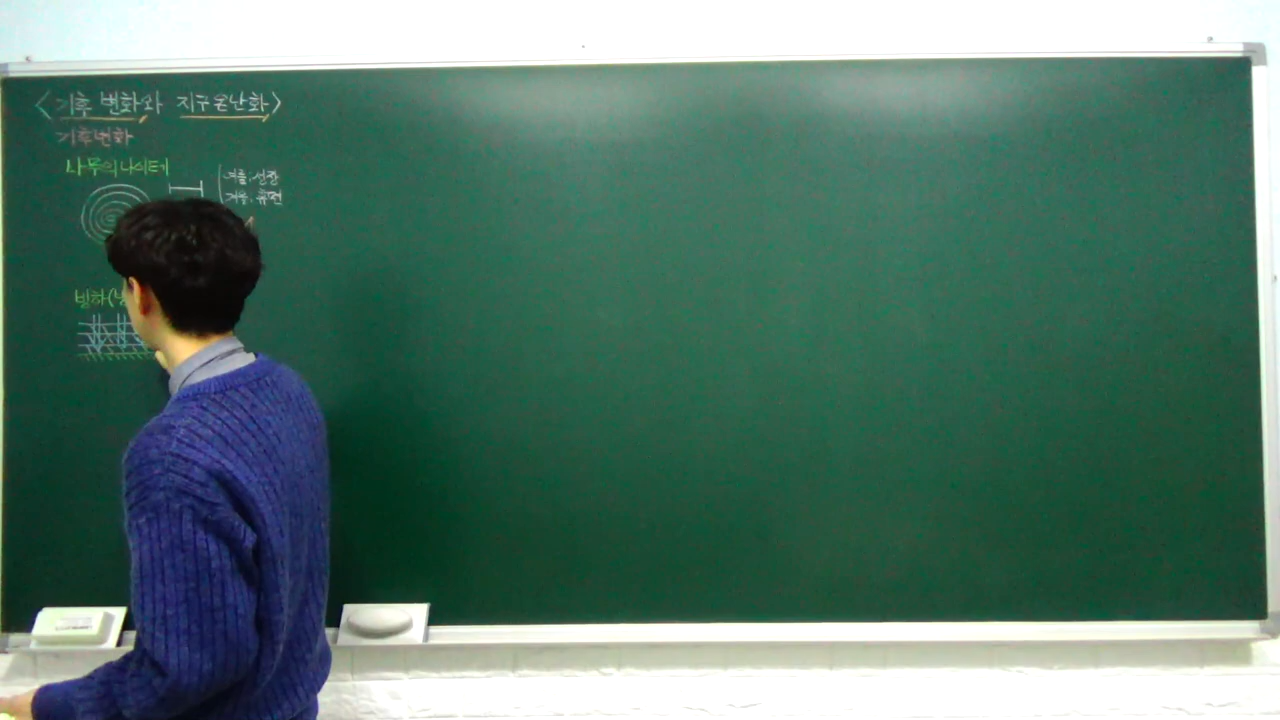 <기후 변화와 지구온난화>
기후변화
나무의 나이테
여름: 성장
겨울: 휴면
빙하(